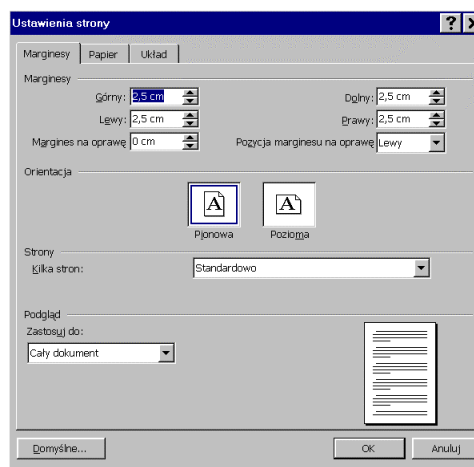 Ustawienia strony
Marginesy Papier Układ
Marginesy
Górny: 2,5 cm Dolny: 2,5 cm
Lewy: 2,5 cm Prawy: 2,5 cm
Margines na oprawę 0 cm Pozycja marginesu na oprawę Lewy
Orientacja
A A
Pionowa Pozioma
Strony
Kilka stron: Standardowo
Podgląd
Zastosuj do:
Cały dokument
Domyślne... OK Anuluj